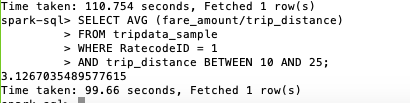 Time taken: 110.754 seconds, Fetched 1 row(s)
spark-sql> SELECT AVG (fare_amount/trip_distance)
> FROM tripdata_sample
> WHERE RatecodeID = 1
> AND trip_distance BETWEEN 10 AND 25;
3.1267035489577615
Time taken: 99.66 seconds, Fetched 1 row(s)
spark-sql>